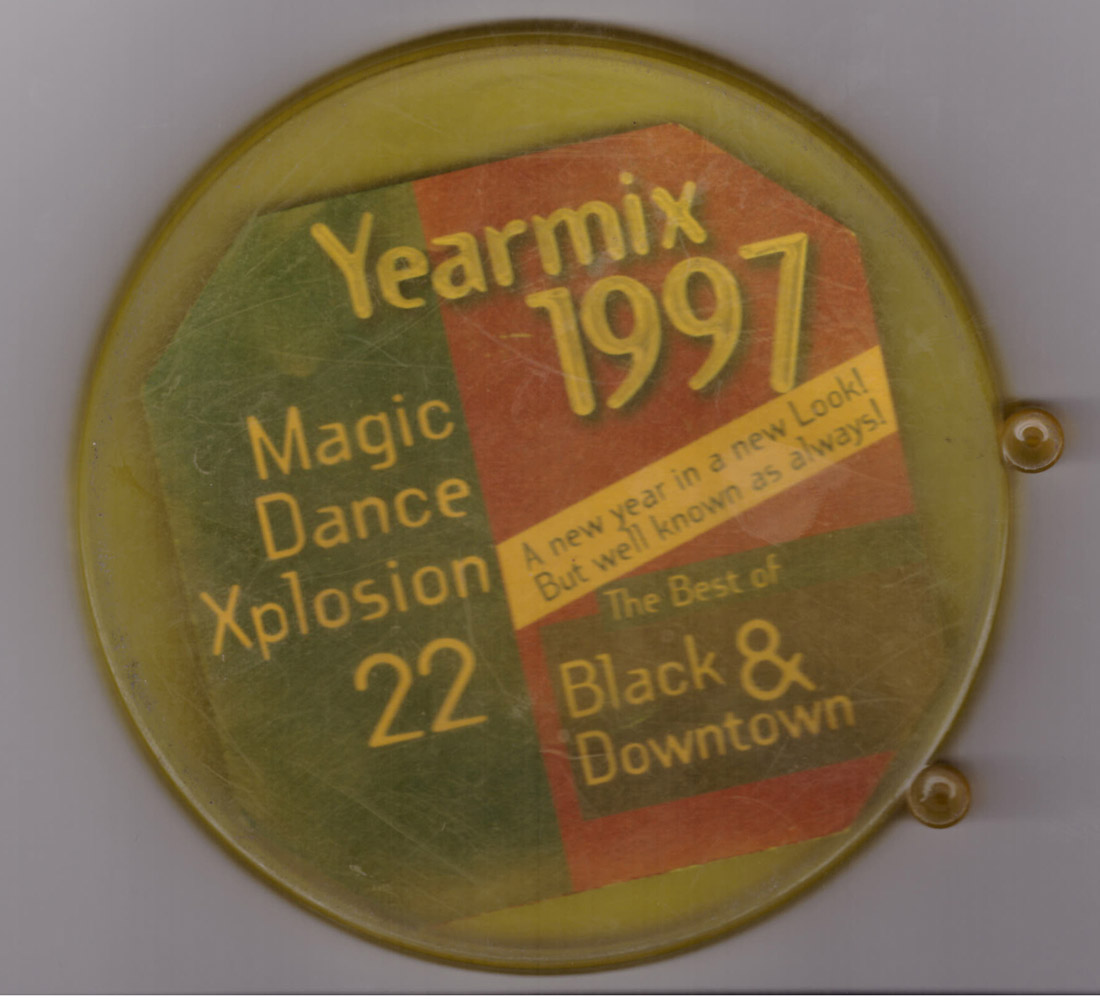 Yearmix
1997
Magic
Dance
Xplosion
22
A new year in a new Look!
But well known as always!
The Best of
Black &
Downtown